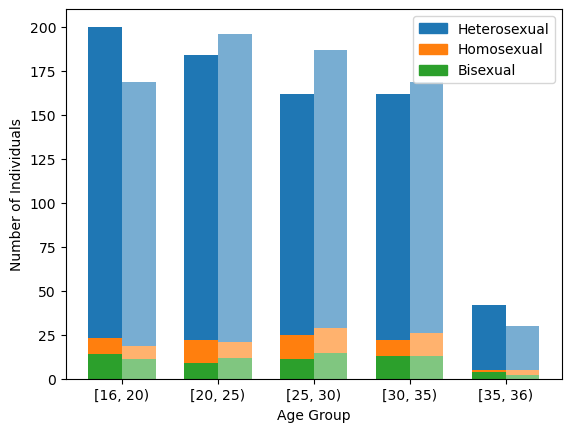 200
175
150
125
100
75
50
25
0
Number of Individuals
Heterosexual
Homosexual
Bisexual
[16, 20)
[20, 25)
[25, 30)
[30, 35)
[35, 36)
Age Group